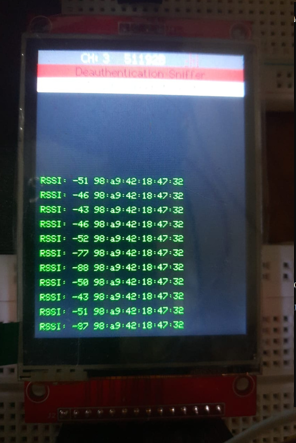 Deauthentication Sniffer
RSSI: -51 98:a9:42:18:47:32
RSSI: -46 98:a9:42:18:47:32
RSSI: -43 98:a9:42:18:47:32
RSSI: -46 98:a9:42:18:47:32
RSSI: -52 98:a9:42:18:47:32
RSSI: -77 98:a9:42:18:47:32
RSSI: -88 98:a9:42:18:47:32
RSSI: -50 98:a9:42:18:47:32
RSSI: -43 98:a9:42:18:47:32
RSSI: -51 98:a9:42:18:47:32
RSSI: -87 98:a9:42:18:47:32